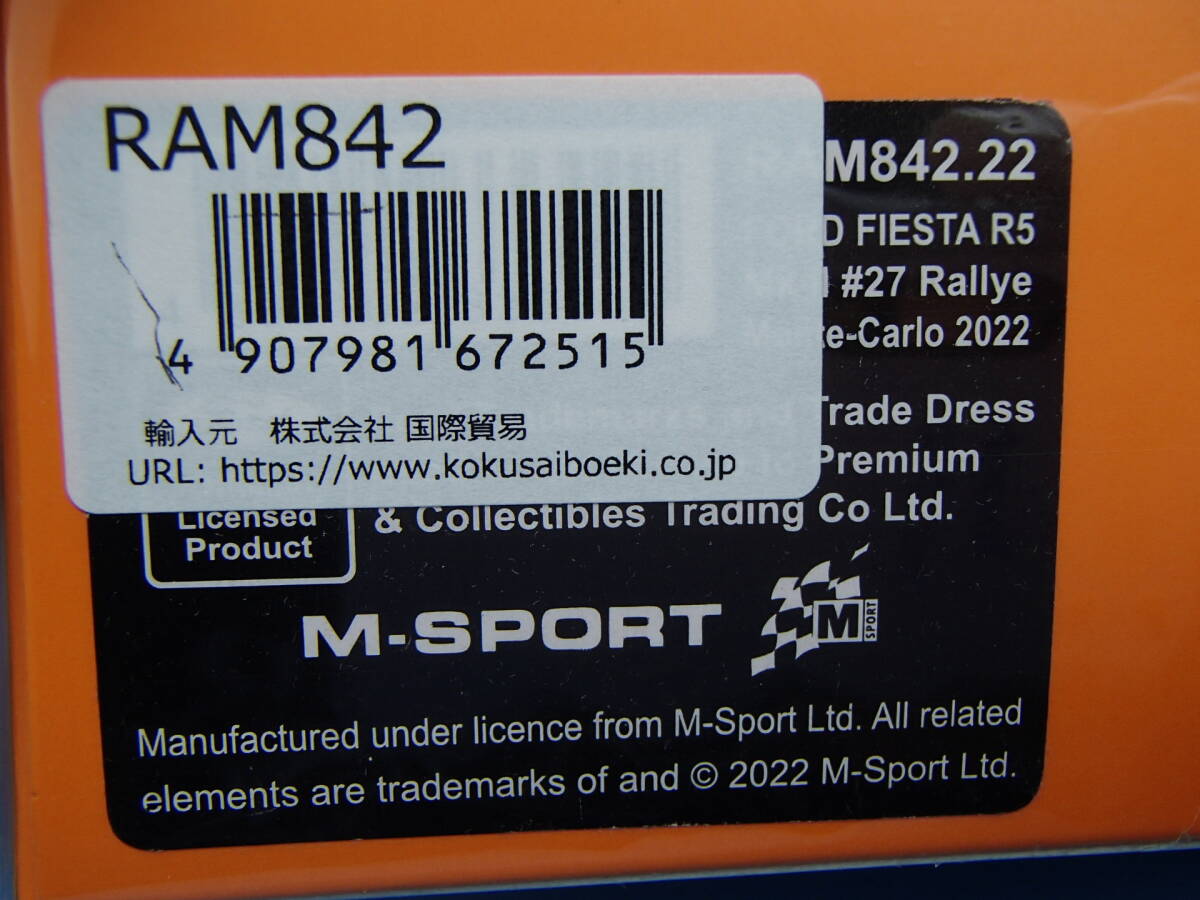 RAM842
4 907981 672515
輸入元 株式会社 国際貿易
URL: https://www.kokusaiboeki.co.jp
M842.22
D FIESTA R5
#27 Rallye
te-Carlo 2022
Trade Dress
Premium
& Collectibles Trading Co Ltd.
Licensed
Product
M-SPORT
M
SPORT
Manufactured under licence from M-Sport Ltd. All related
elements are trademarks of and © 2022 M-Sport Ltd.